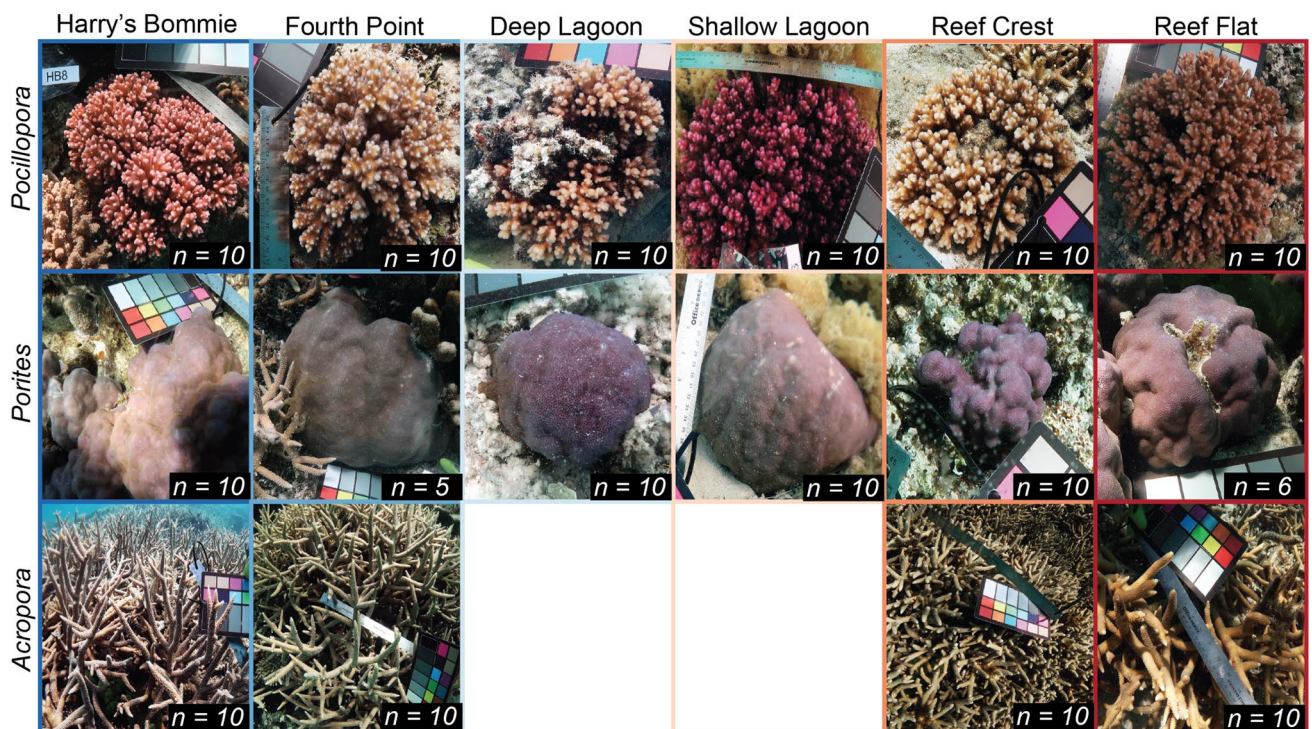 Harry's Bommie Fourth Point Deep Lagoon Shallow Lagoon Reef Crest Reef Flat
Pocillopora
HB8
n = 10 n = 10 n = 10 n = 10 n = 10 n = 10
Porites
Office
n = 10 n = 5 n = 10 n = 10 n = 10 n = 6
Acropora
n = 10 n = 10 n = 10 n = 10